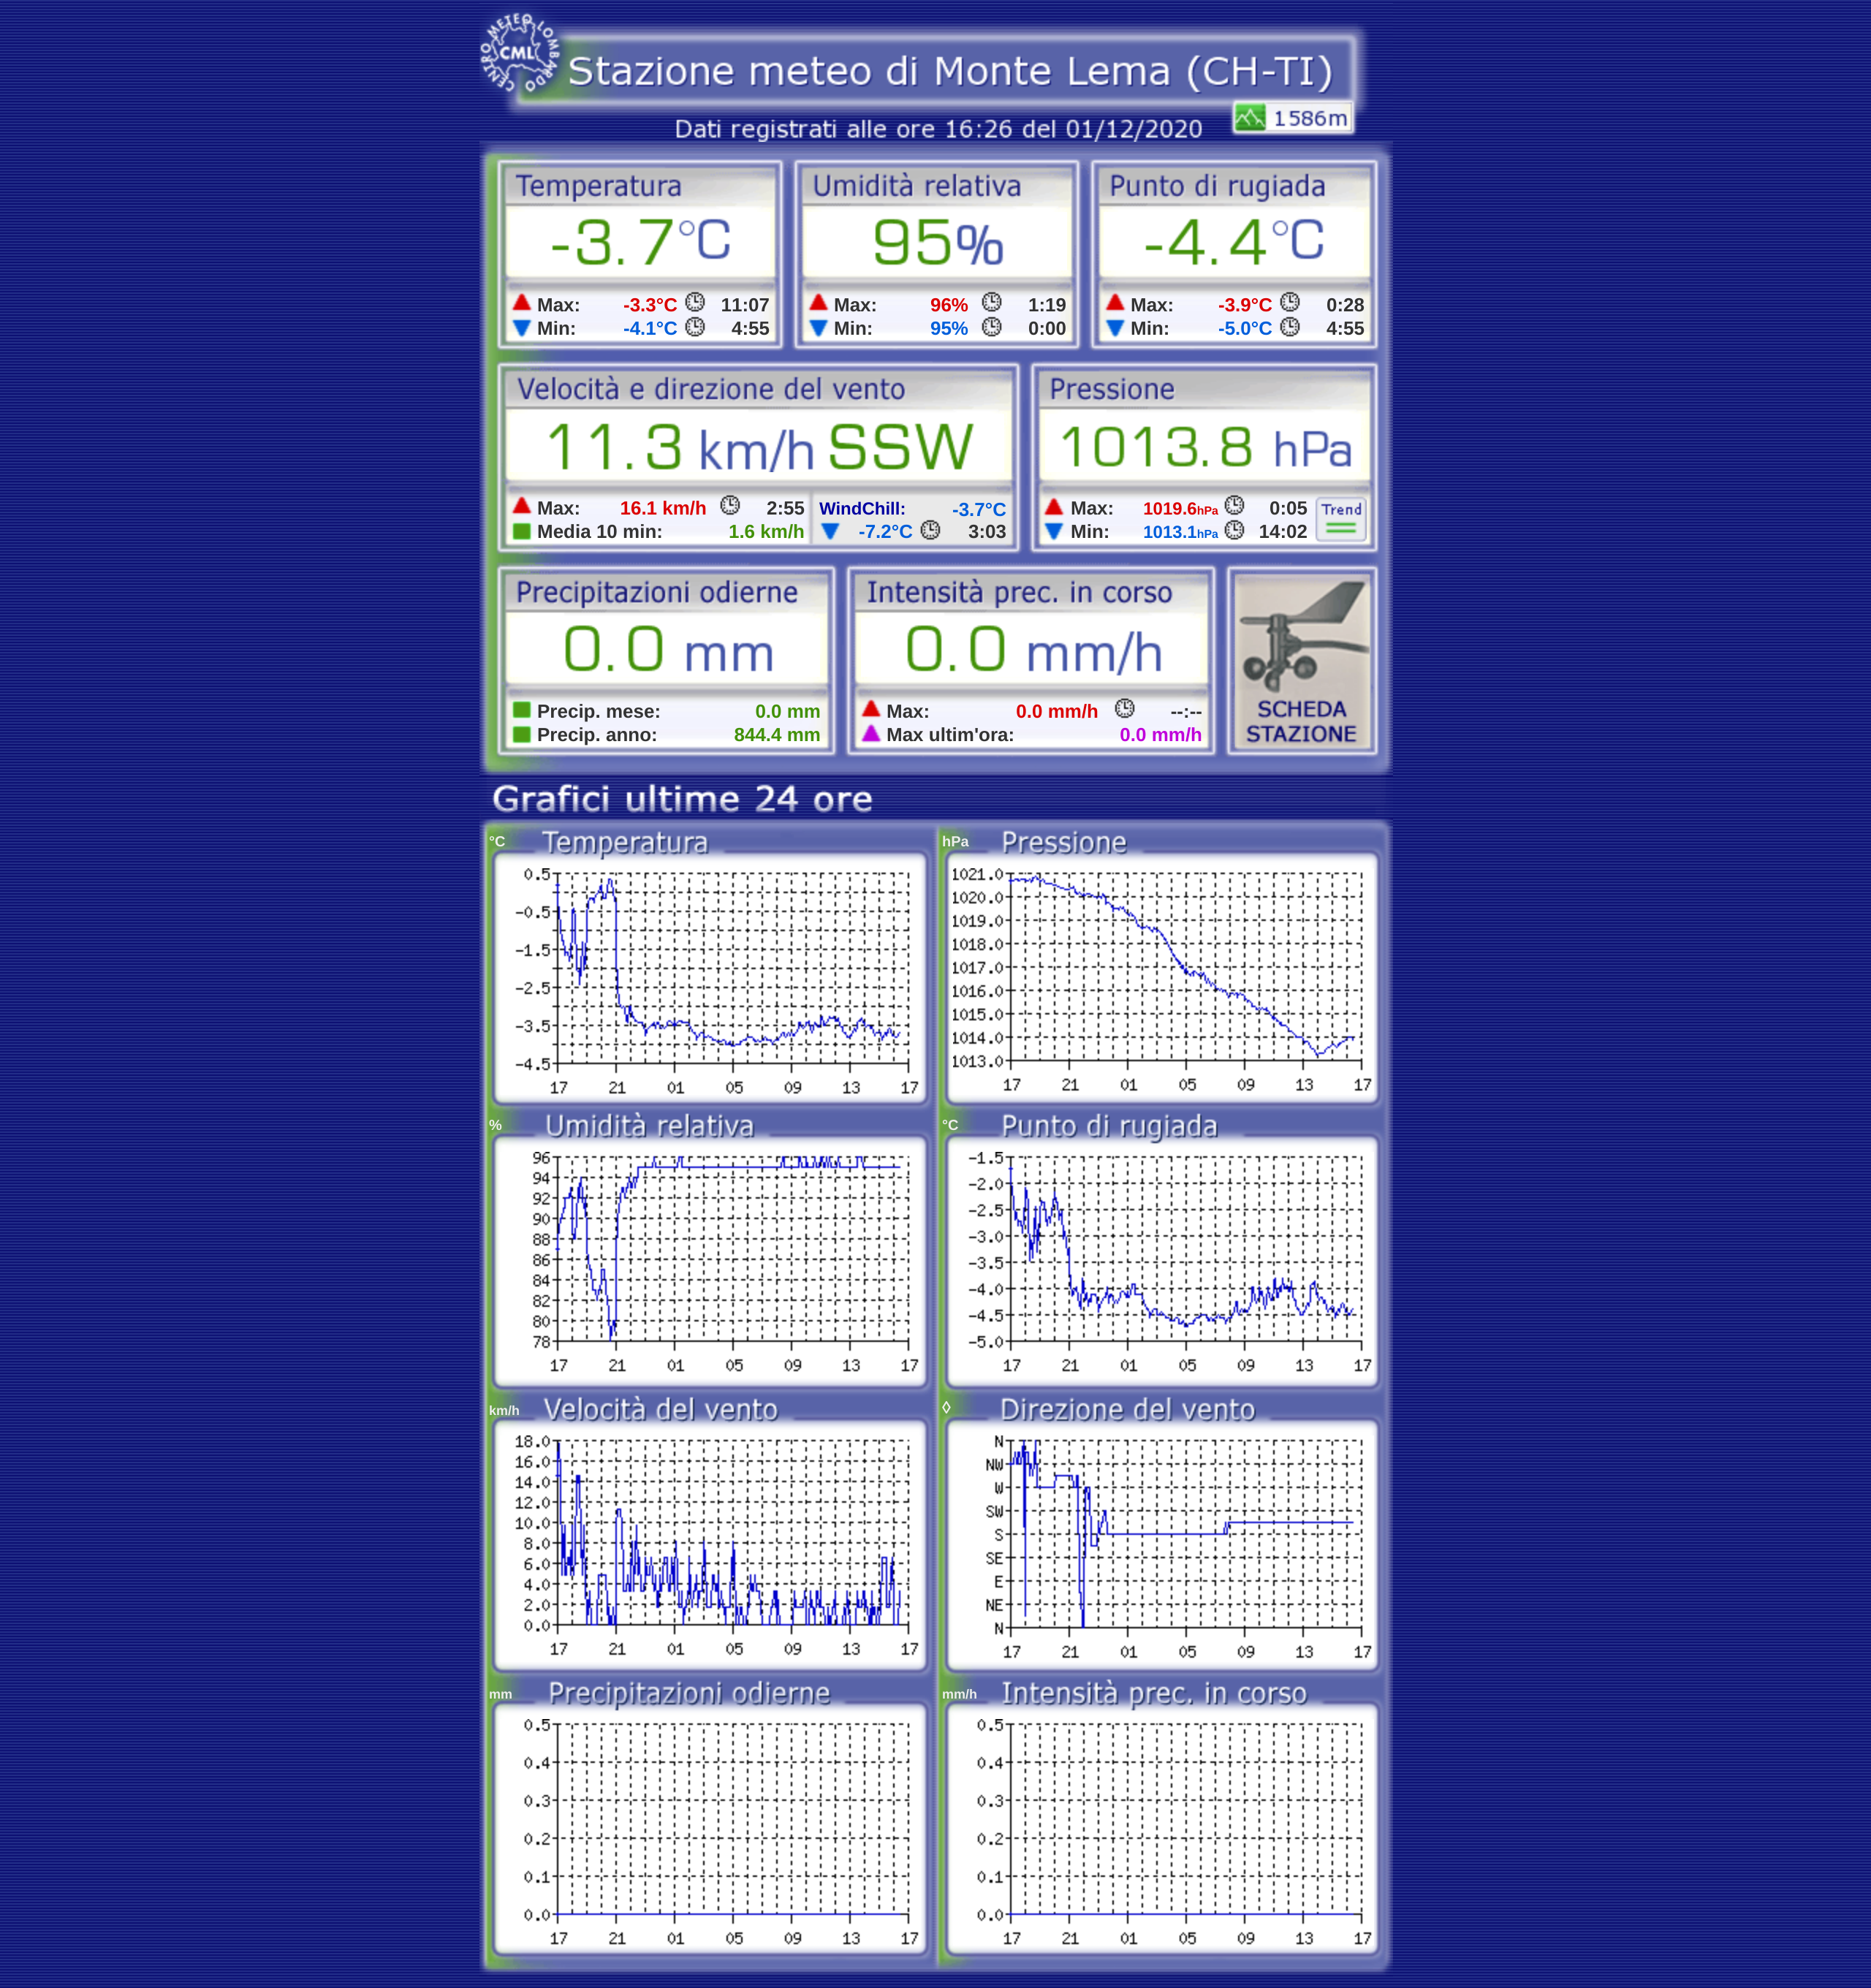 CENTRO METEO LOMBARDO
CML
Stazione meteo di Monte Lema (CH-TI)
1586m
Dati registrati alle ore 16:26 del 01/12/2020
Temperatura
-3.7°C
Max: -3.3°C 11:07
Min: -4.1°C 4:55
Umidità relativa
95%
Max: 96% 1:19
Min: 95% 0:00
Punto di rugiada
-4.4°C
Max: -3.9°C 0:28
Min: -5.0°C 4:55
Velocità e direzione del vento
11.3 km/h SSW
Max: 16.1 km/h 2:55
Media 10 min: 1.6 km/h
WindChill: -3.7°C
-7.2°C 3:03
Pressione
1013.8 hPa
Max: 1019.6hPa 0:05
Min: 1013.1hPa 14:02
Trend
Precipitazioni odierne
0.0 mm
Precip. mese: 0.0 mm
Precip. anno: 844.4 mm
Intensità prec. in corso
0.0 mm/h
Max: 0.0 mm/h --:--
Max ultim'ora: 0.0 mm/h
SCHEDA
STAZIONE
Grafici ultime 24 ore
°C Temperatura
0.5
-0.5
-1.5
-2.5
-3.5
-4.5
17 21 01 05 09 13 17
hPa Pressione
1021.0
1020.0
1019.0
1018.0
1017.0
1016.0
1015.0
1014.0
1013.0
17 21 01 05 09 13 17
% Umidità relativa
96
94
92
90
88
86
84
82
80
78
17 21 01 05 09 13 17
°C Punto di rugiada
-1.5
-2.0
-2.5
-3.0
-3.5
-4.0
-4.5
-5.0
17 21 01 05 09 13 17
km/h Velocità del vento
18.0
16.0
14.0
12.0
10.0
8.0
6.0
4.0
2.0
0.0
17 21 01 05 09 13 17
◊ Direzione del vento
N
NW
W
SW
S
SE
E
NE
N
17 21 01 05 09 13 17
mm Precipitazioni odierne
0.5
0.4
0.3
0.2
0.1
0.0
17 21 01 05 09 13 17
mm/h Intensità prec. in corso
0.5
0.4
0.3
0.2
0.1
0.0
17 21 01 05 09 13 17